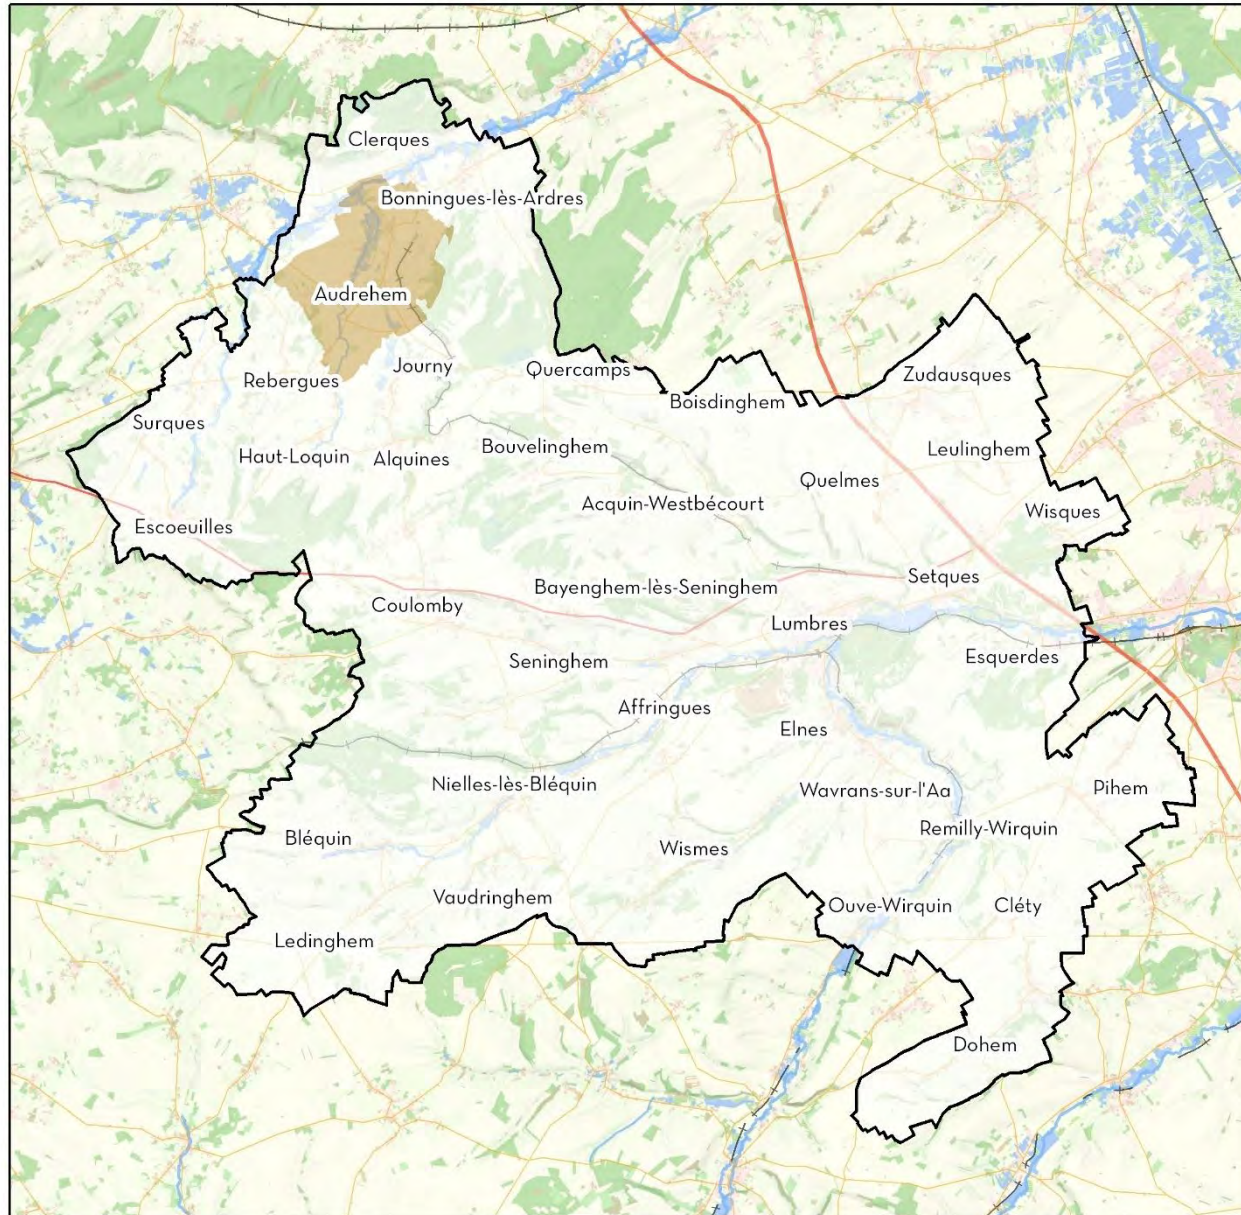 Clerques
Bonningues-lès-Ardres
Audrehem
Journy
Quercamps
Rebergues
Zudausques
Boisdinghem
Surques
Bouvelinghem
Leulinghem
Haut-Loquin
Alquines
Quelmes
Acquin-Westbécourt
Wisques
Escoeuilles
Setques
Bayenghem-lès-Seninghem
Coulomby
Lumbres
Esquerdes
Seninghem
Affringues
Elnes
Nielles-lès-Bléquin
Wavrans-sur-l'Aa
Pihem
Remilly-Wirquin
Bléquin
Wismes
Vaudringhem
Ouve-Wirquin
Cléty
Ledinghem
Dohem